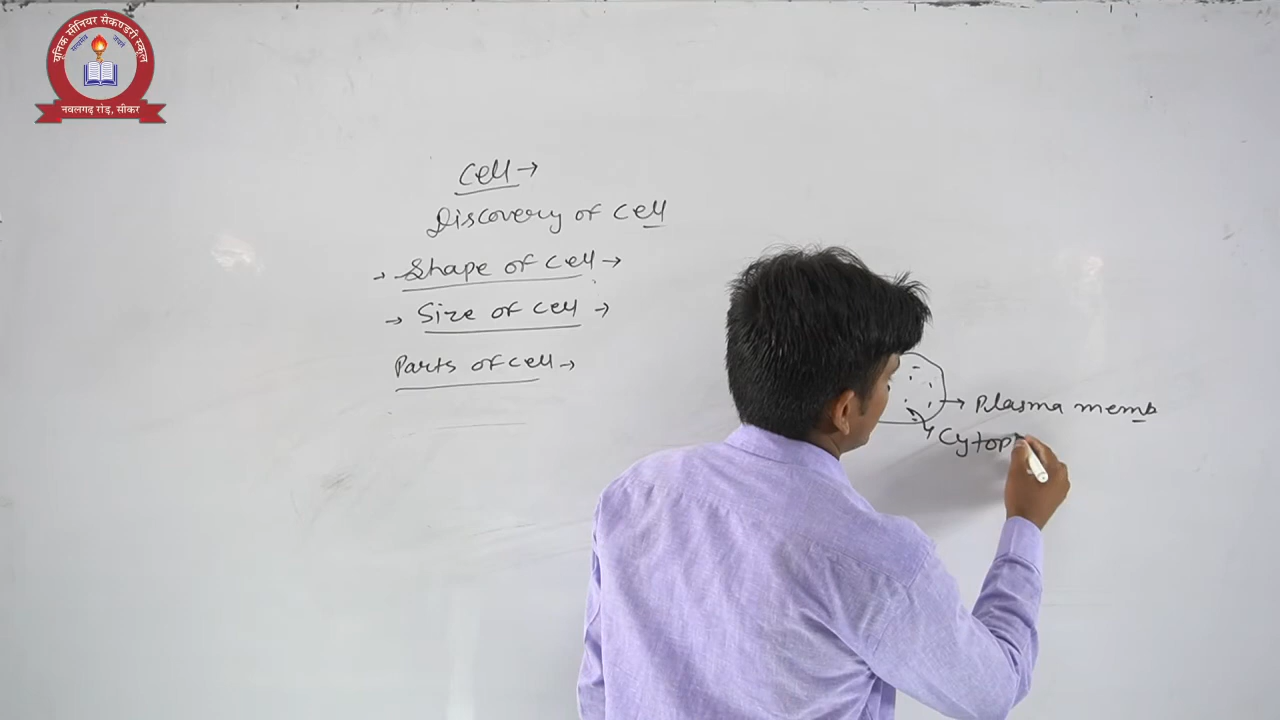 यूनिक सीनियर सैकण्डरी स्कूल
नवलगढ़ रोड़, सीकर
Cell →
Discovery of cell
→ Shape of cell →
→ Size of cell →
Parts of cell →
→ Plasma memb
Cytop